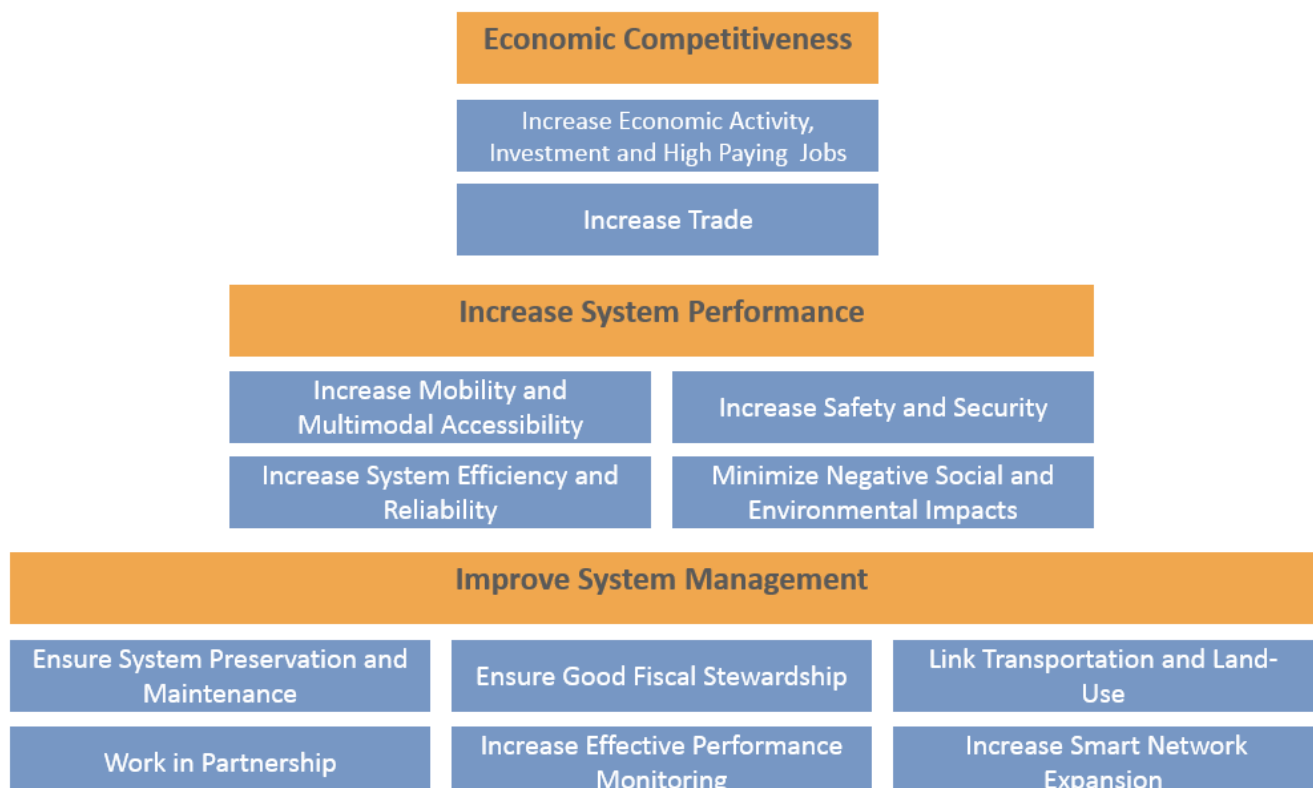 Economic Competitiveness
Increase Economic Activity,
Investment and High Paying Jobs
Increase Trade
Increase System Performance
Increase Mobility and
Multimodal Accessibility
Increase Safety and Security
Increase System Efficiency and
Reliability
Minimize Negative Social and
Environmental Impacts
Improve System Management
Ensure System Preservation and
Maintenance
Ensure Good Fiscal Stewardship
Link Transportation and Land-
Use
Work in Partnership
Increase Effective Performance
Monitoring
Increase Smart Network
Expansion